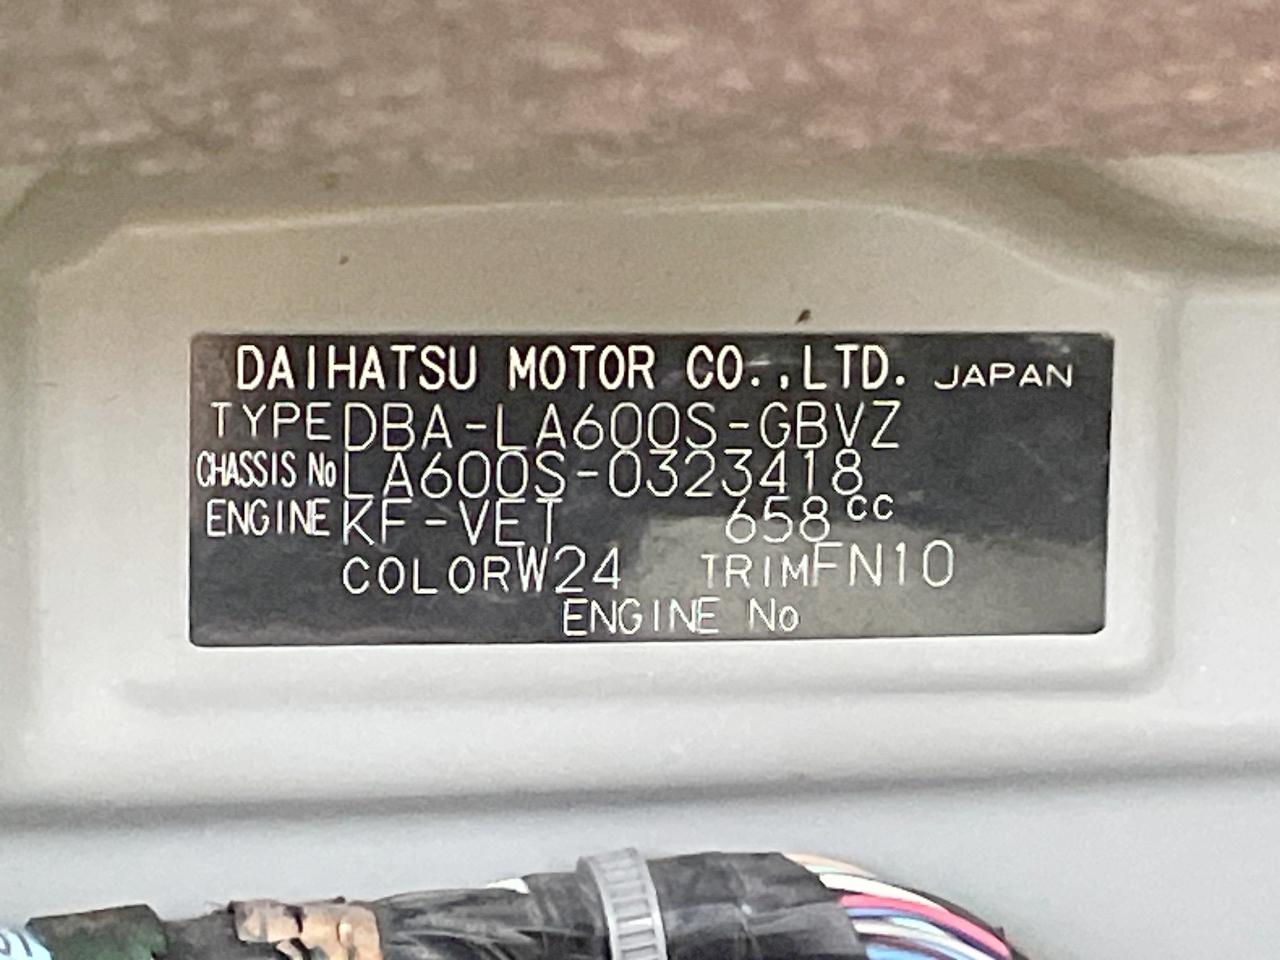 DAIHATSU MOTOR CO.,LTD. JAPAN
TYPE DBA-LA600S-GBVZ
CHASSIS No LA600S-0323418
ENGINE KF-VET 658cc
COLOR W24 TRIM FN10
ENGINE No